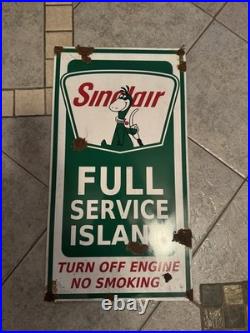 Sinclair
FULL
SERVICE
ISLAND
TURN OFF ENGINE
NO SMOKING